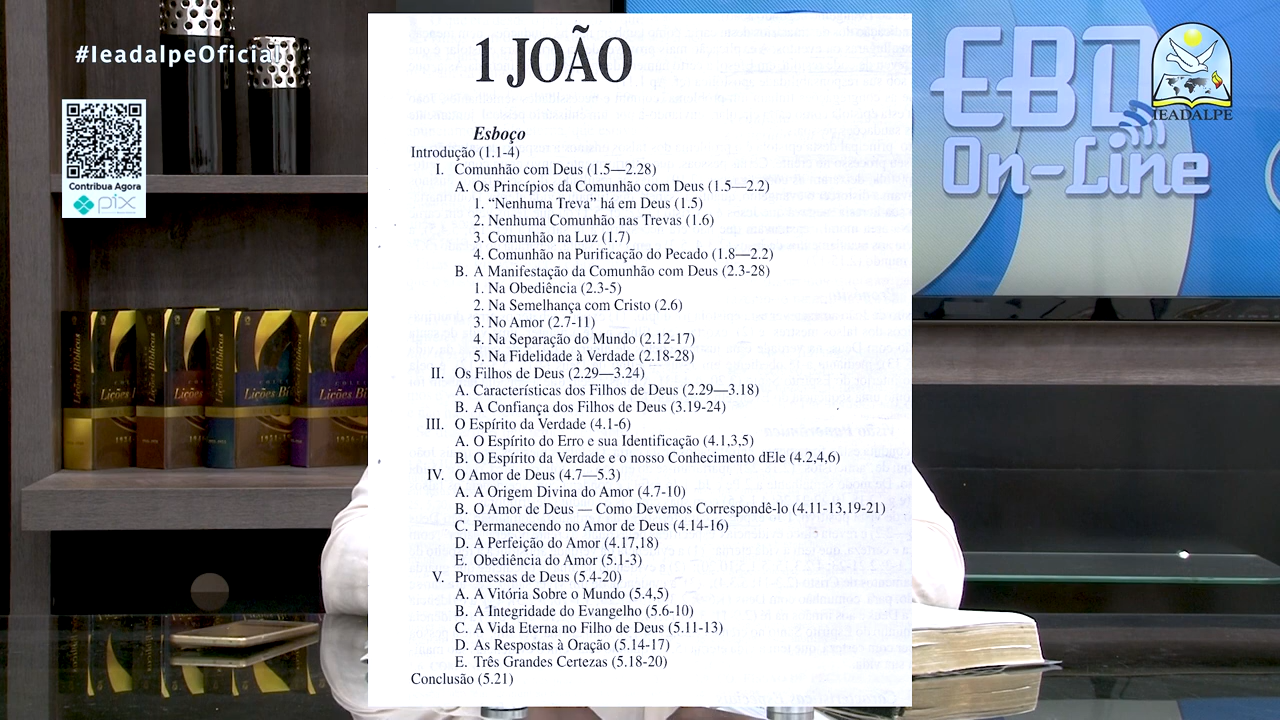 #IeadalpeOficial
Contribua Agora
pix
1 JOÃO
Esboço
Introdução (1.1-4)
I. Comunhão com Deus (1.5—2.28)
A. Os Princípios da Comunhão com Deus (1.5—2.2)
1. “Nenhuma Treva” há em Deus (1.5)
2. Nenhuma Comunhão nas Trevas (1.6)
3. Comunhão na Luz (1.7)
4. Comunhão na Purificação do Pecado (1.8—2.2)
B. A Manifestação da Comunhão com Deus (2.3-28)
1. Na Obediência (2.3-5)
2. Na Semelhança com Cristo (2.6)
3. No Amor (2.7-11)
4. Na Separação do Mundo (2.12-17)
5. Na Fidelidade à Verdade (2.18-28)
II. Os Filhos de Deus (2.29—3.24)
A. Características dos Filhos de Deus (2.29—3.18)
B. A Confiança dos Filhos de Deus (3.19-24)
III. O Espírito da Verdade (4.1-6)
A. O Espírito do Erro e sua Identificação (4.1,3,5)
B. O Espírito da Verdade e o nosso Conhecimento dEle (4.2,4,6)
IV. O Amor de Deus (4.7—5.3)
A. A Origem Divina do Amor (4.7-10)
B. O Amor de Deus — Como Devemos Correspondê-lo (4.11-13,19-21)
C. Permanecendo no Amor de Deus (4.14-16)
D. A Perfeição do Amor (4.17,18)
E. Obediência do Amor (5.1-3)
V. Promessas de Deus (5.4-20)
A. A Vitória Sobre o Mundo (5.4,5)
B. A Integridade do Evangelho (5.6-10)
C. A Vida Eterna no Filho de Deus (5.11-13)
D. As Respostas à Oração (5.14-17)
E. Três Grandes Certezas (5.18-20)
Conclusão (5.21)
EBD
On-Line
IEADALPE
Lições Bíblicas
Lições Bí